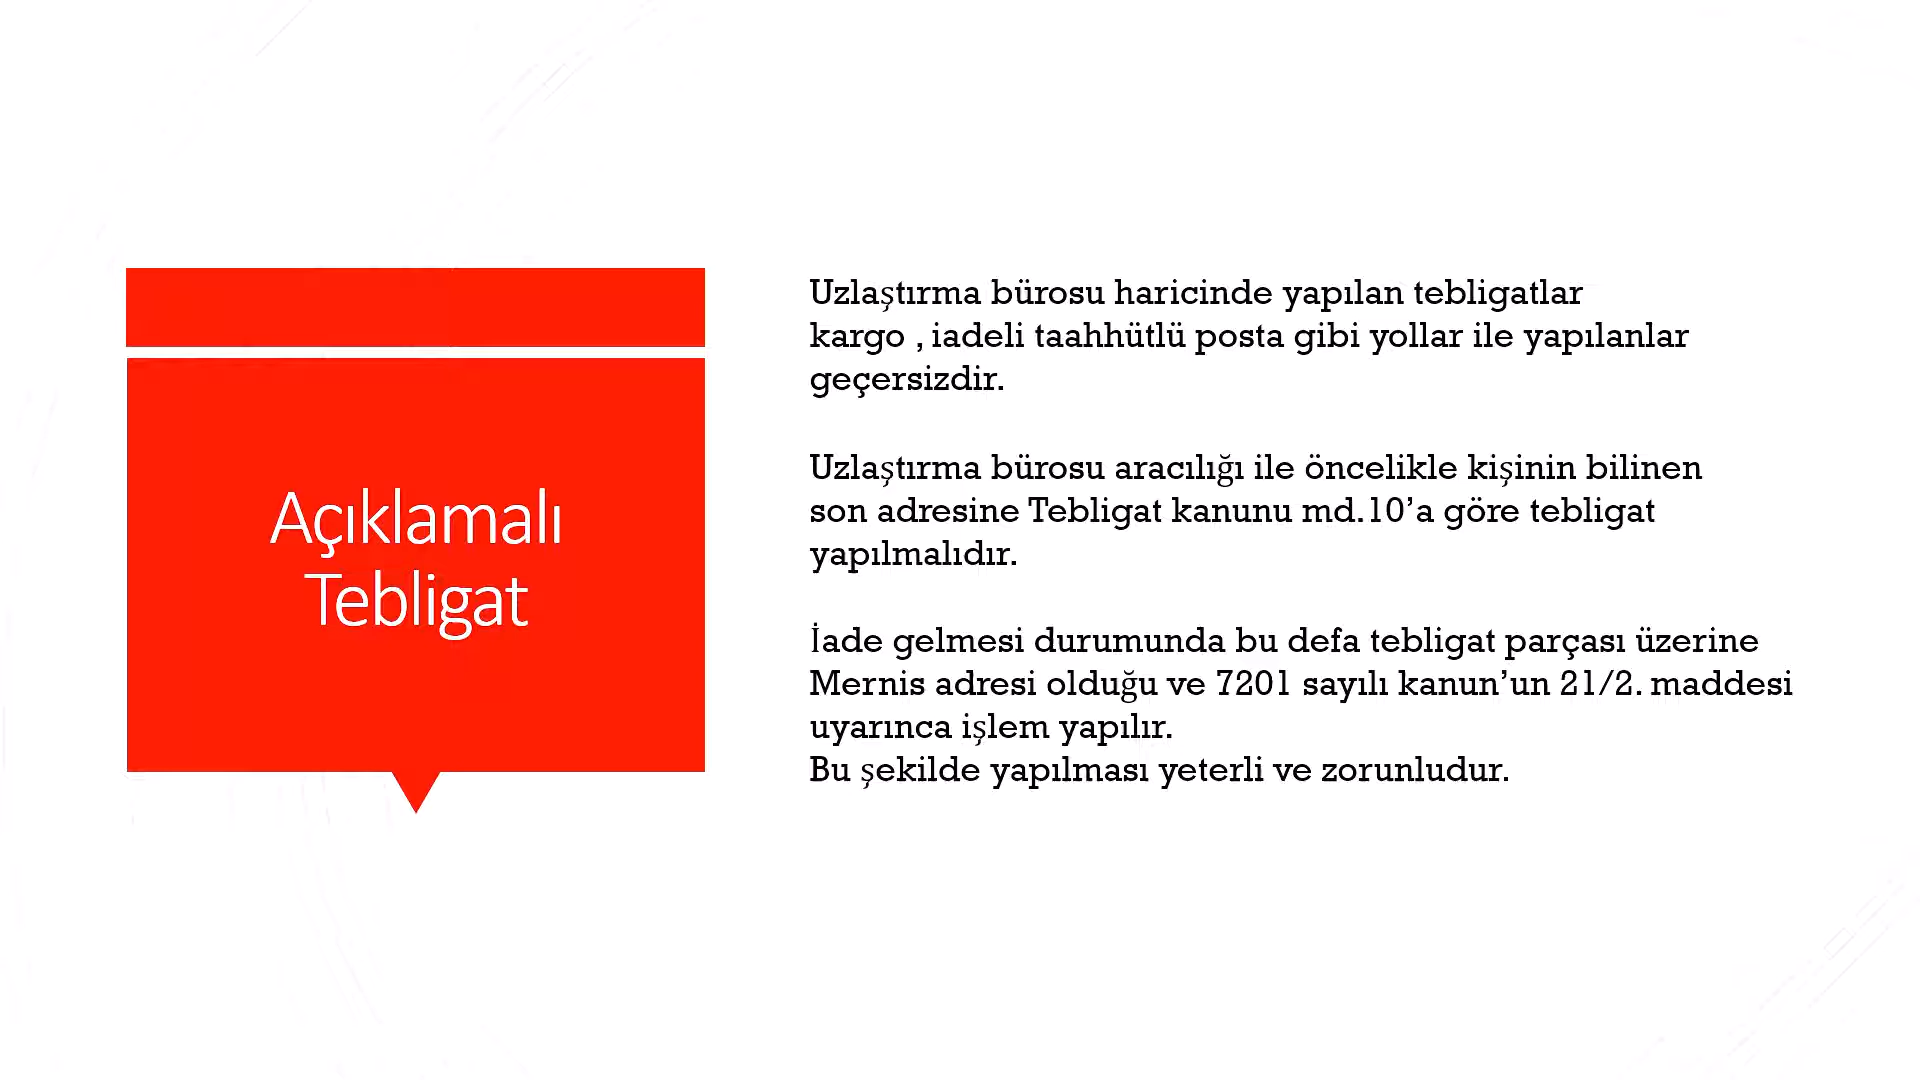 Açıklamalı
Tebligat
Uzlaştırma bürosu haricinde yapılan tebligatlar
kargo , iadeli taahhütlü posta gibi yollar ile yapılanlar
geçersizdir.
Uzlaştırma bürosu aracılığı ile öncelikle kişinin bilinen
son adresine Tebligat kanunu md.10’a göre tebligat
yapılmalıdır.
İade gelmesi durumunda bu defa tebligat parçası üzerine
Mernis adresi olduğu ve 7201 sayılı kanun’un 21/2. maddesi
uyarınca işlem yapılır.
Bu şekilde yapılması yeterli ve zorunludur.